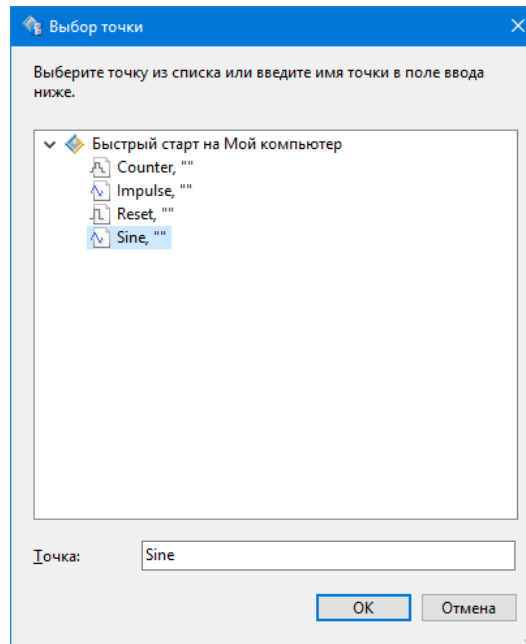 Выбор точки
Выберите точку из списка или введите имя точки в поле ввода
ниже.
Быстрый старт на Мой компьютер
Counter, ""
Impulse, ""
Reset, ""
Sine, ""
Точка: Sine
OK Отмена